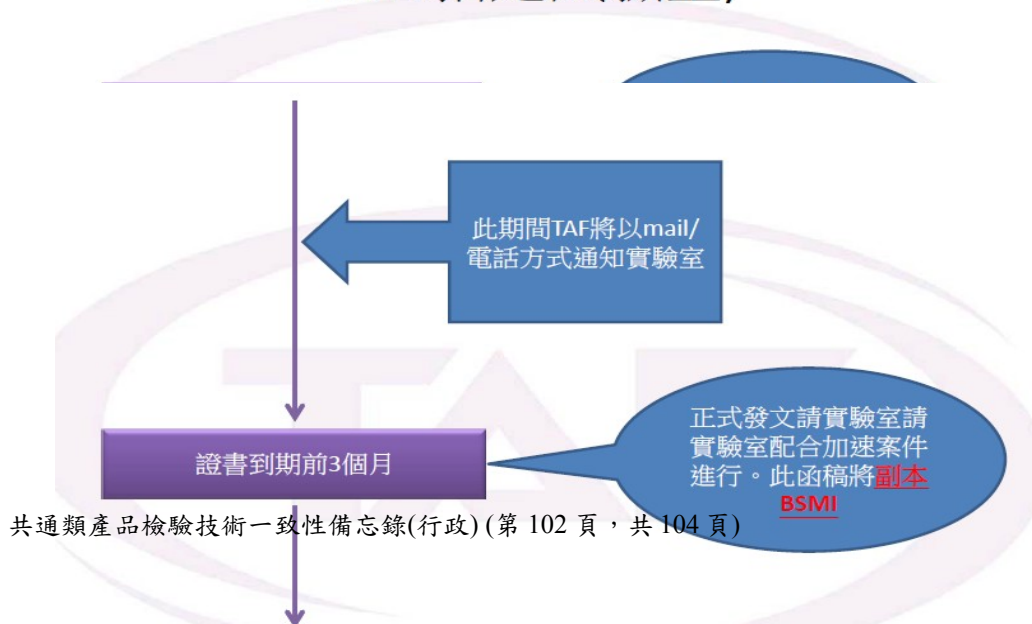 此期間TAF將以mail/
電話方式通知實驗室
正式發文請實驗室請
實驗室配合加速案件
進行。此函稿將副本
BSMI
證書到期前3個月
共通類產品檢驗技術一致性備忘錄(行政) (第 102 頁,共 104 頁)
TAF